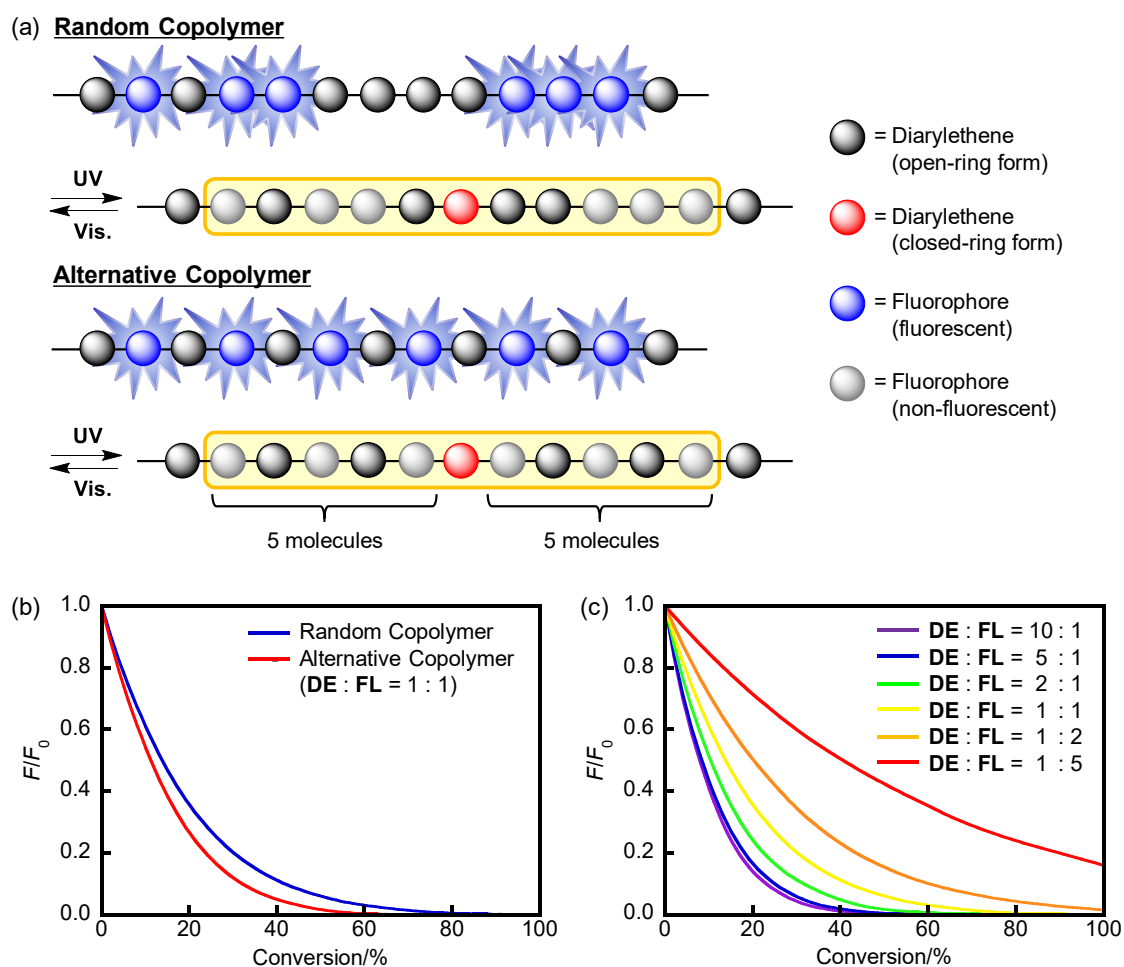 (a) Random Copolymer
UV
Vis.
Alternative Copolymer
UV
Vis.
5 molecules 5 molecules
= Diarylethene
(open-ring form)
= Diarylethene
(closed-ring form)
= Fluorophore
(fluorescent)
= Fluorophore
(non-fluorescent)
(b)
Random Copolymer
Alternative Copolymer
(DE : FL = 1 : 1)
F/F0
1.0
0.8
0.6
0.4
0.2
0.0
0 20 40 60 80 100
Conversion/%
(c)
DE : FL = 10 : 1
DE : FL = 5 : 1
DE : FL = 2 : 1
DE : FL = 1 : 1
DE : FL = 1 : 2
DE : FL = 1 : 5
F/F0
1.0
0.8
0.6
0.4
0.2
0.0
0 20 40 60 80 100
Conversion/%